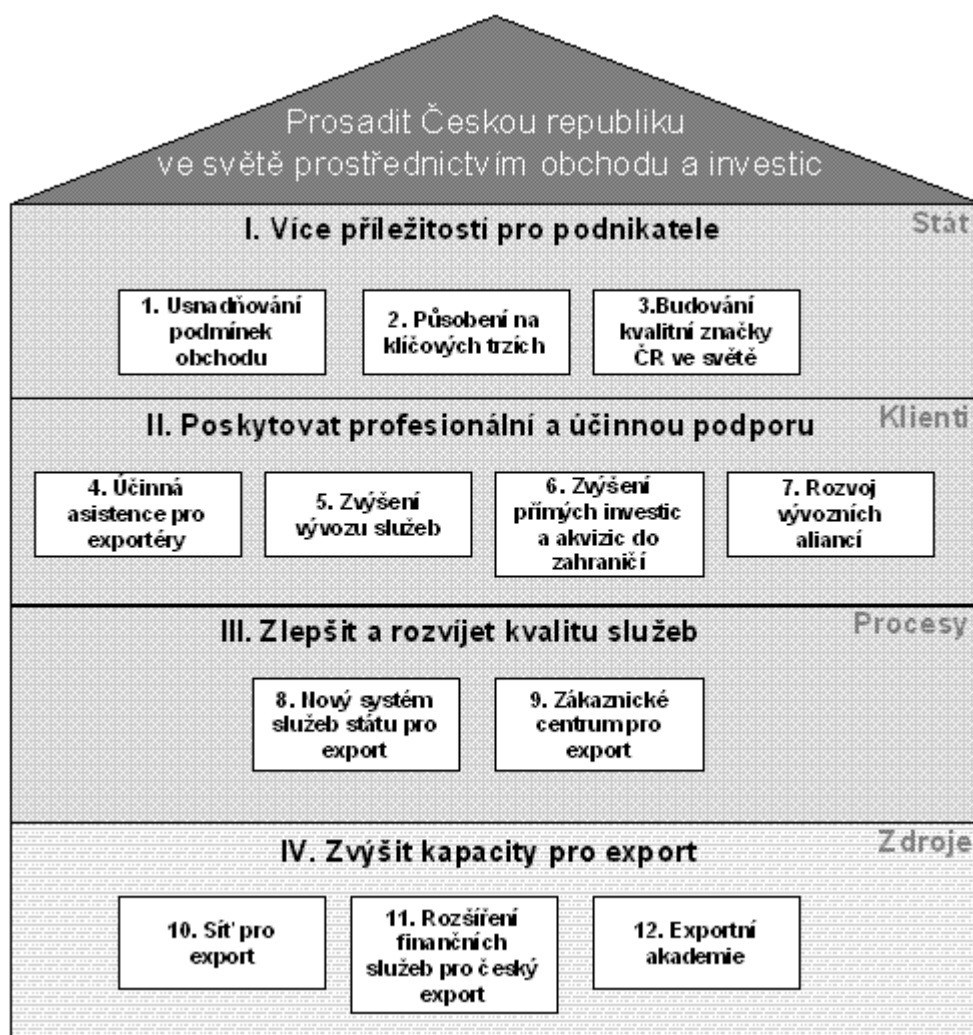 Prosadit Českou republiku
ve světě prostřednictvím obchodu a investic
I. Více příležitostí pro podnikatele
Stát
1. Usnadňování
podmínek
obchodu
2. Působení na
klíčových trzích
3.Budování
kvalitní značky
ČR ve světě
II. Poskytovat profesionální a účinnou podporu
Klienti
4. Účinná
asistence pro
exportéry
5. Zvýšení
vývozu služeb
6. Zvýšení
přímých investic
a akvizic do
zahraničí
7. Rozvoj
vývozních
aliancí
III. Zlepšit a rozvíjet kvalitu služeb
Procesy
8. Nový systém
služeb státu pro
export
9. Zákaznické
centrum pro
export
IV. Zvýšit kapacity pro export
Zdroje
10. Síť pro
export
11. Rozšíření
finančních
služeb pro český
export
12. Exportní
akademie